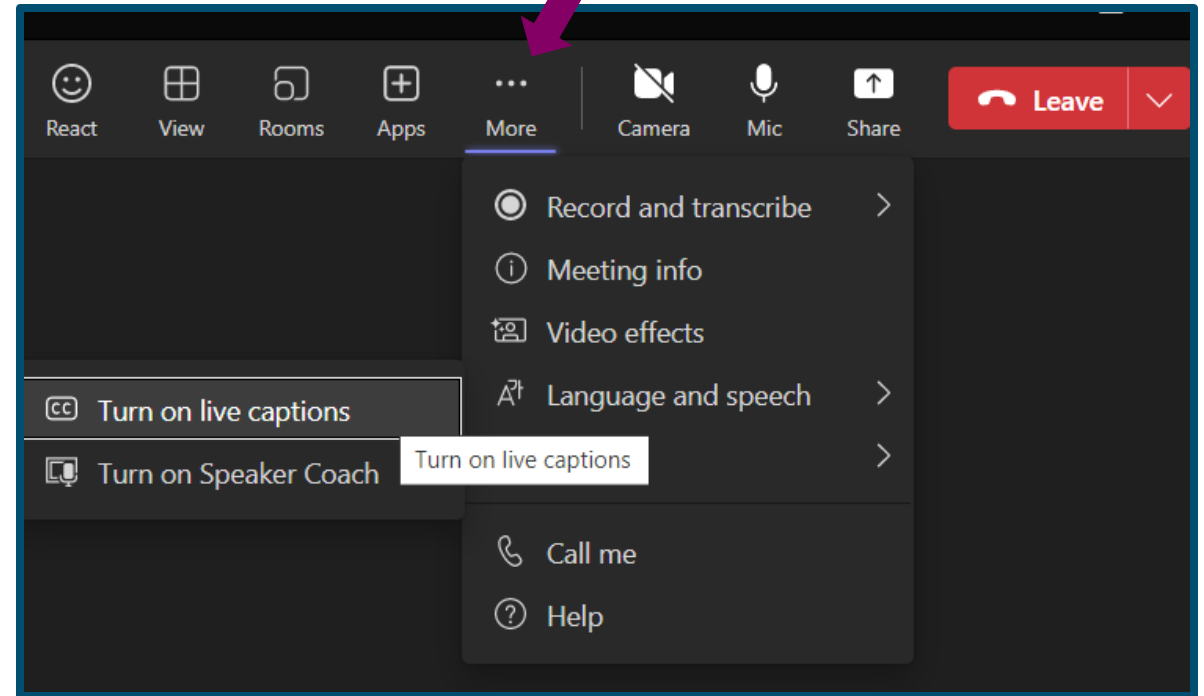 React View Rooms Apps More Camera Mic Share Leave
Record and transcribe
Meeting info
Video effects
Language and speech
CC Turn on live captions
Turn on live captions
Turn on Speaker Coach
Call me
Help